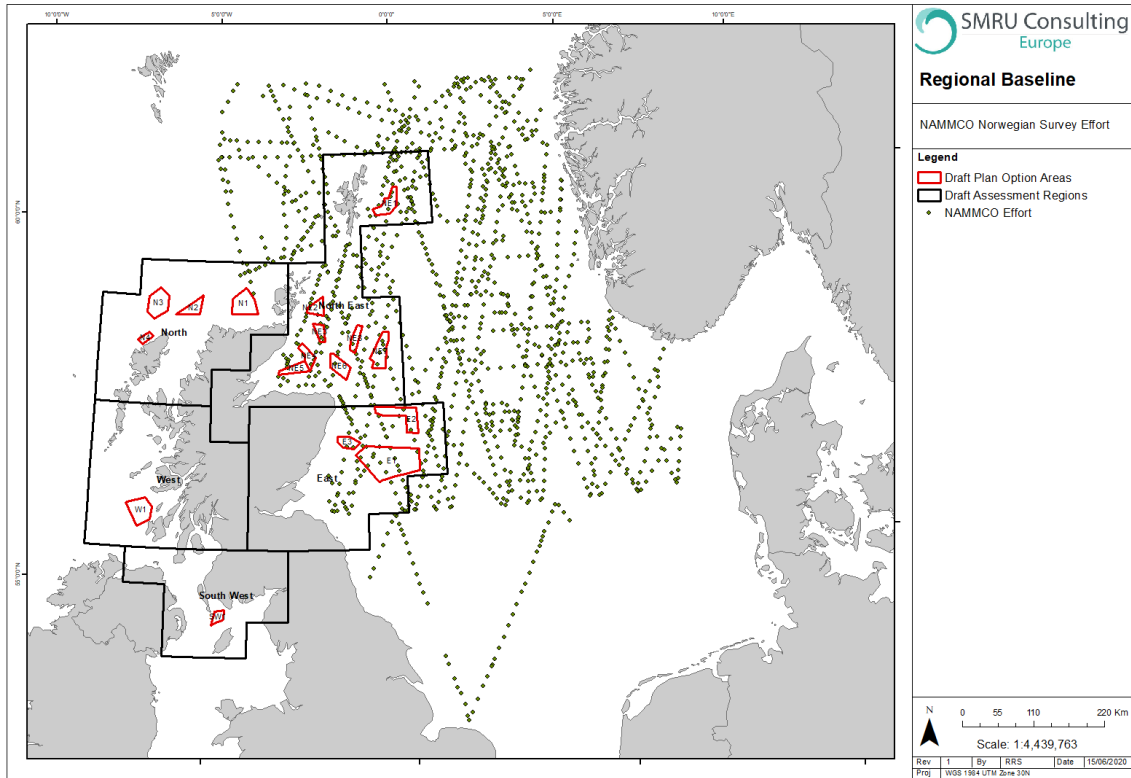 10°0'0"W
5°0'0"W
0°0'0"
5°0'0"E
10°0'0"E
60°0'0"N
55°0'0"N
NE1
N3
N2
N1
North East
North
NE8
NE5
NE6
E2
E3
E1
East
West
W1
South West
SMRU Consulting
Europe
Regional Baseline
NAMMCO Norwegian Survey Effort
Legend
Draft Plan Option Areas
Draft Assessment Regions
NAMMCO Effort
N
0 55 110 220 Km
Scale: 1:4,439,763
Rev 1 By RRS Date 15/06/2020
Proj WGS 1984 UTM Zone 30N